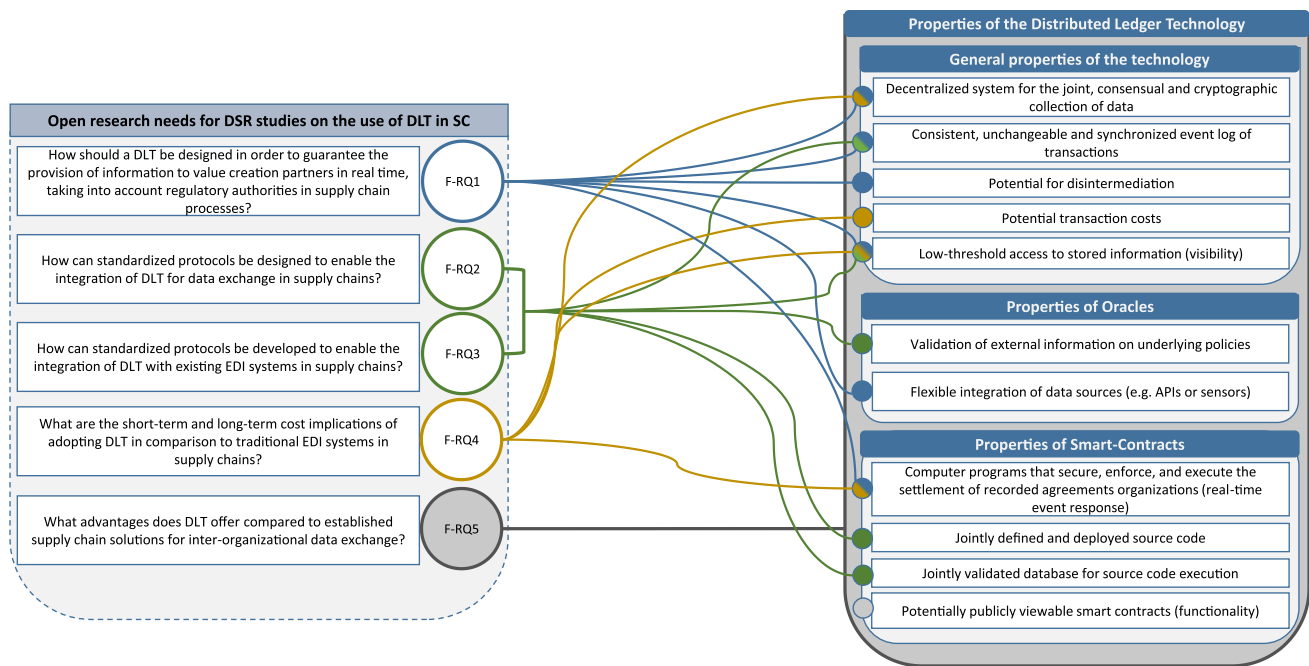 Open research needs for DSR studies on the use of DLT in SC
How should a DLT be designed in order to guarantee the
provision of information to value creation partners in real time,
taking into account regulatory authorities in supply chain
processes?
F-RQ1
How can standardized protocols be designed to enable the
integration of DLT for data exchange in supply chains?
F-RQ2
How can standardized protocols be developed to enable the
integration of DLT with existing EDI systems in supply chains?
F-RQ3
What are the short-term and long-term cost implications of
adopting DLT in comparison to traditional EDI systems in
supply chains?
F-RQ4
What advantages does DLT offer compared to established
supply chain solutions for inter-organizational data exchange?
F-RQ5
Properties of the Distributed Ledger Technology
General properties of the technology
Decentralized system for the joint, consensual and cryptographic
collection of data
Consistent, unchangeable and synchronized event log of
transactions
Potential for disintermediation
Potential transaction costs
Low-threshold access to stored information (visibility)
Properties of Oracles
Validation of external information on underlying policies
Flexible integration of data sources (e.g. APIs or sensors)
Properties of Smart-Contracts
Computer programs that secure, enforce, and execute the
settlement of recorded agreements organizations (real-time
event response)
Jointly defined and deployed source code
Jointly validated database for source code execution
Potentially publicly viewable smart contracts (functionality)